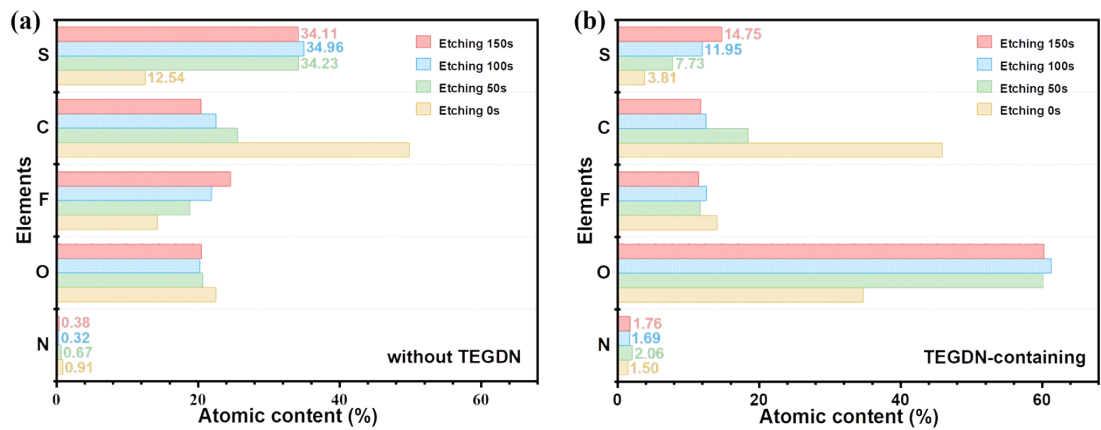 (a)
34.11
34.96
34.23
12.54
Etching 150s
Etching 100s
Etching 50s
Etching 0s
S
C
F
O
N
Elements
0.38
0.32
0.67
0.91
without TEGDN
0 20 40 60
Atomic content (%)
(b)
14.75
11.95
7.73
3.81
Etching 150s
Etching 100s
Etching 50s
Etching 0s
S
C
F
O
N
Elements
1.76
1.69
2.06
1.50
TEGDN-containing
0 20 40 60
Atomic content (%)